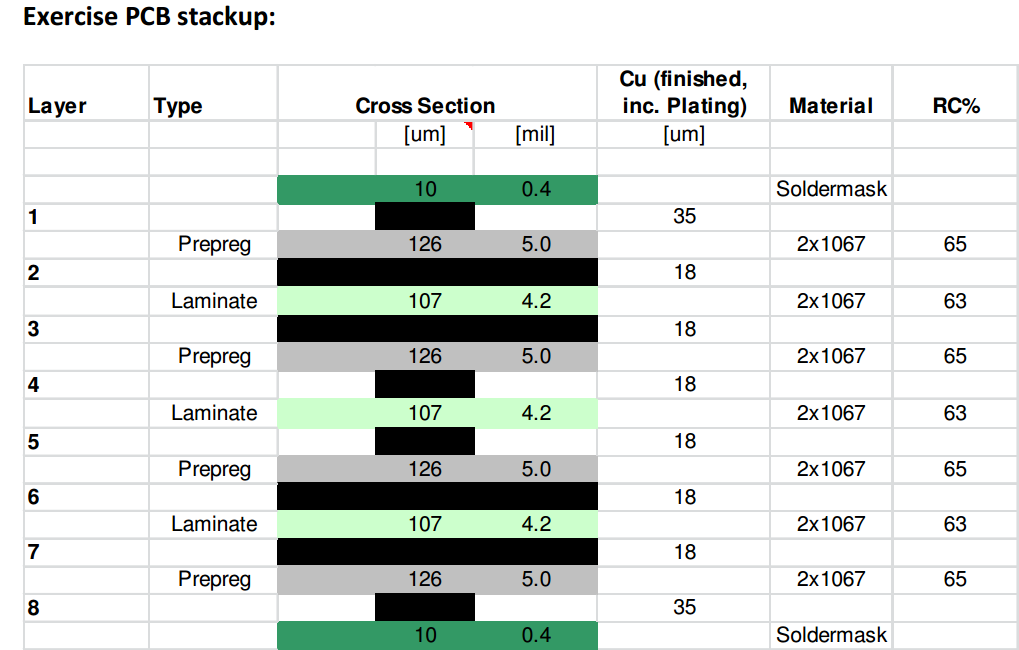 Exercise PCB stackup:
Layer Type Cross Section Cu (finished, inc. Plating) Material RC%
[um] [mil] [um]
10 0.4 Soldermask
1 35
Prepreg 126 5.0 2x1067 65
2 18
Laminate 107 4.2 2x1067 63
3 18
Prepreg 126 5.0 2x1067 65
4 18
Laminate 107 4.2 2x1067 63
5 18
Prepreg 126 5.0 2x1067 65
6 18
Laminate 107 4.2 2x1067 63
7 18
Prepreg 126 5.0 2x1067 65
8 35
10 0.4 Soldermask